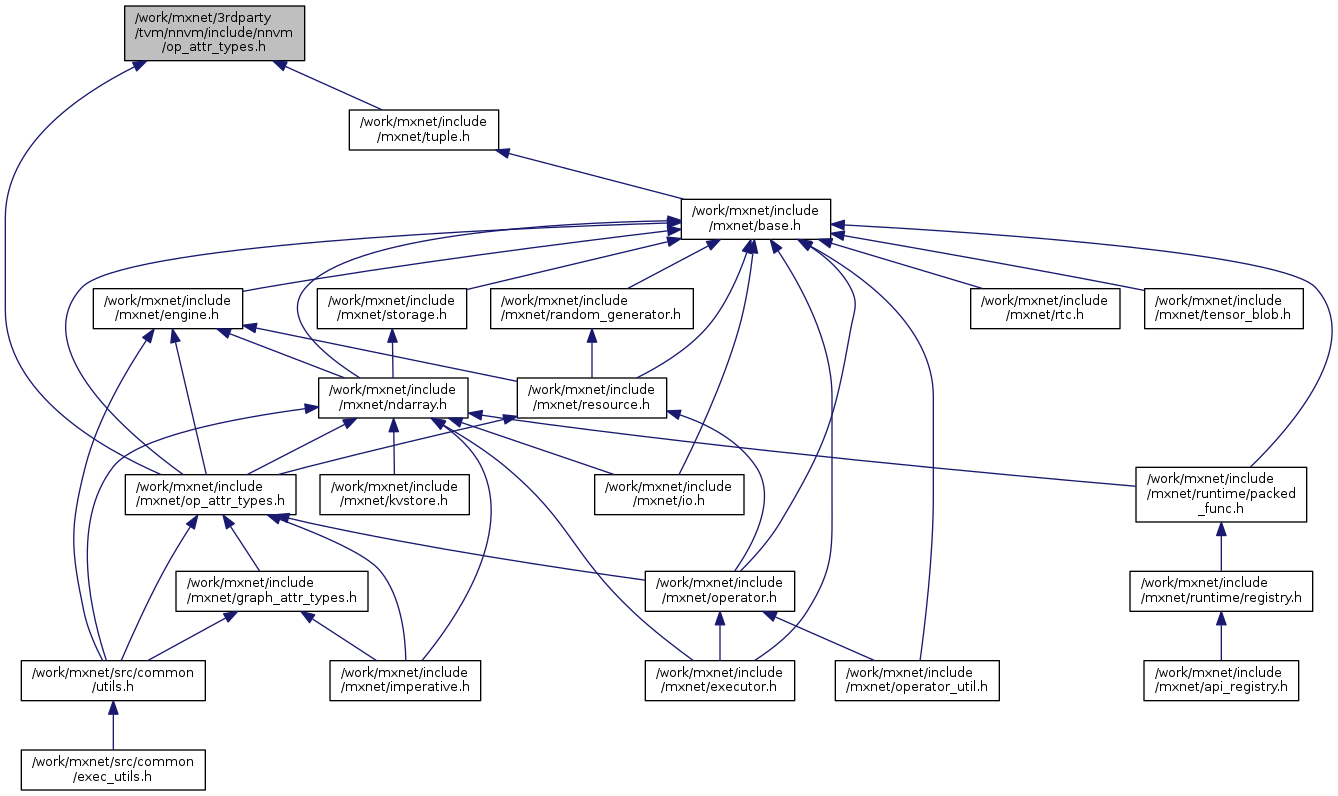 /work/mxnet/3rdparty
/tvm/nnvm/include/nnvm
/op_attr_types.h
/work/mxnet/include
/mxnet/tuple.h
/work/mxnet/include
/mxnet/base.h
/work/mxnet/include
/mxnet/engine.h
/work/mxnet/include
/mxnet/storage.h
/work/mxnet/include
/mxnet/random_generator.h
/work/mxnet/include
/mxnet/rtc.h
/work/mxnet/include
/mxnet/tensor_blob.h
/work/mxnet/include
/mxnet/ndarray.h
/work/mxnet/include
/mxnet/resource.h
/work/mxnet/include
/mxnet/op_attr_types.h
/work/mxnet/include
/mxnet/kvstore.h
/work/mxnet/include
/mxnet/io.h
/work/mxnet/include
/mxnet/runtime/packed
_func.h
/work/mxnet/include
/mxnet/graph_attr_types.h
/work/mxnet/include
/mxnet/operator.h
/work/mxnet/include
/mxnet/runtime/registry.h
/work/mxnet/src/common
/utils.h
/work/mxnet/include
/mxnet/imperative.h
/work/mxnet/include
/mxnet/executor.h
/work/mxnet/include
/mxnet/operator_util.h
/work/mxnet/include
/mxnet/api_registry.h
/work/mxnet/src/common
/exec_utils.h